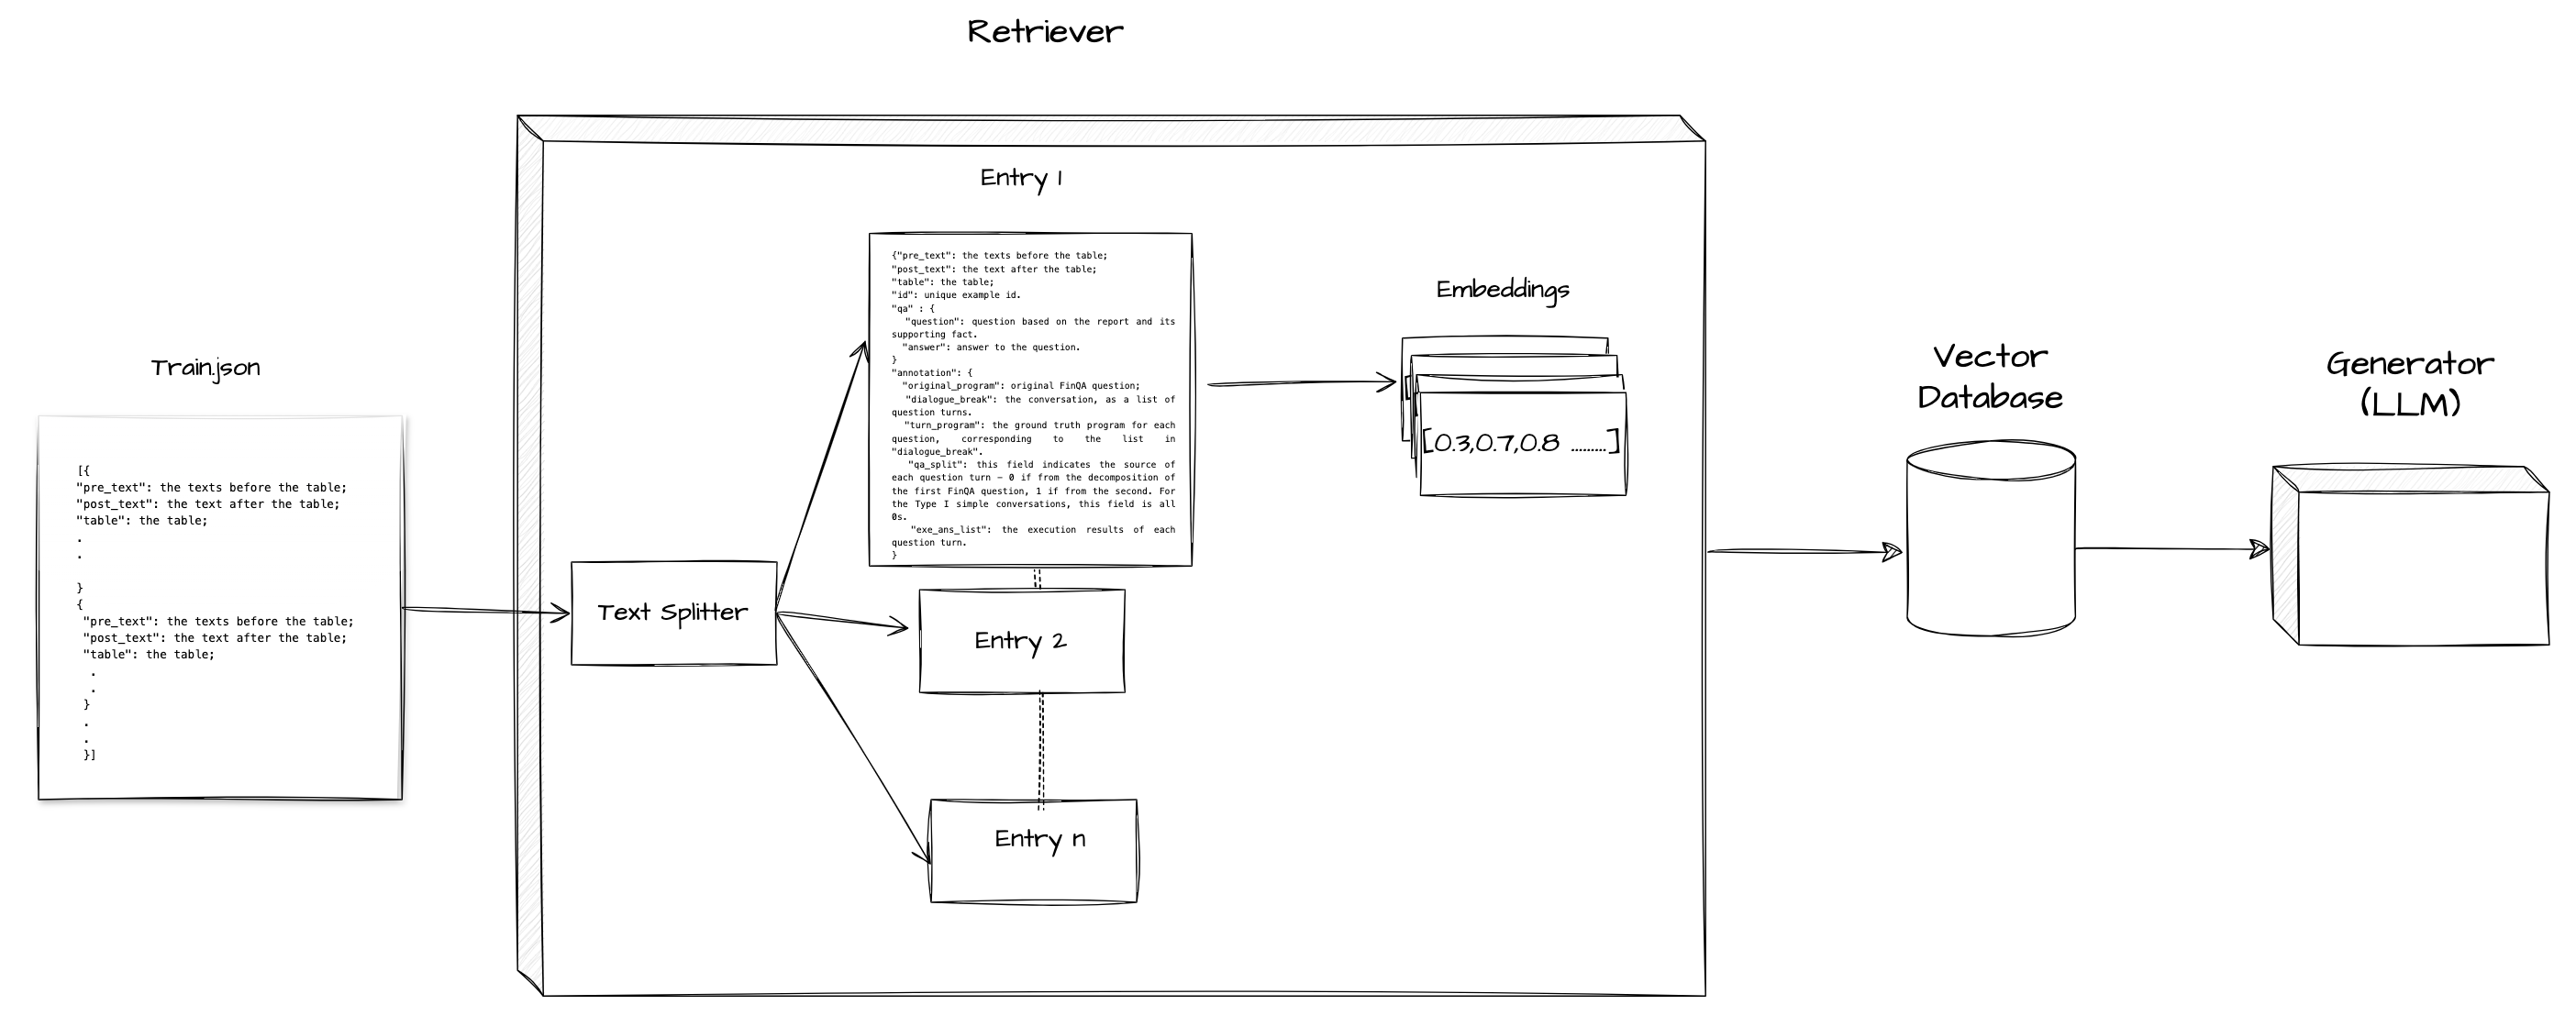 Retriever
Train.json
[{
"pre_text": the texts before the table;
"post_text": the text after the table;
"table": the table;
.
.
}
{
"pre_text": the texts before the table;
"post_text": the text after the table;
"table": the table;
.
.
}
.
.
}]
Text Splitter
Entry 1
{"pre_text": the texts before the table;
"post_text": the text after the table;
"table": the table;
"id": unique example id.
"qa" : {
"question": question based on the report and its
supporting fact.
"answer": answer to the question.
}
"annotation": {
"original_program": original FinQA question;
"dialogue_break": the conversation, as a list of
question turns.
"turn_program": the ground truth program for each
question, corresponding to the list in
"dialogue_break".
"qa_split": this field indicates the source of
each question turn – 0 if from the decomposition of
the first FinQA question, 1 if from the second. For
the Type I simple conversations, this field is all
0s.
"exe_ans_list": the execution results of each
question turn.
}
Entry 2
Entry n
Embeddings
[0.3,0.7,0.8 .........]
Vector
Database
Generator
(LLM)